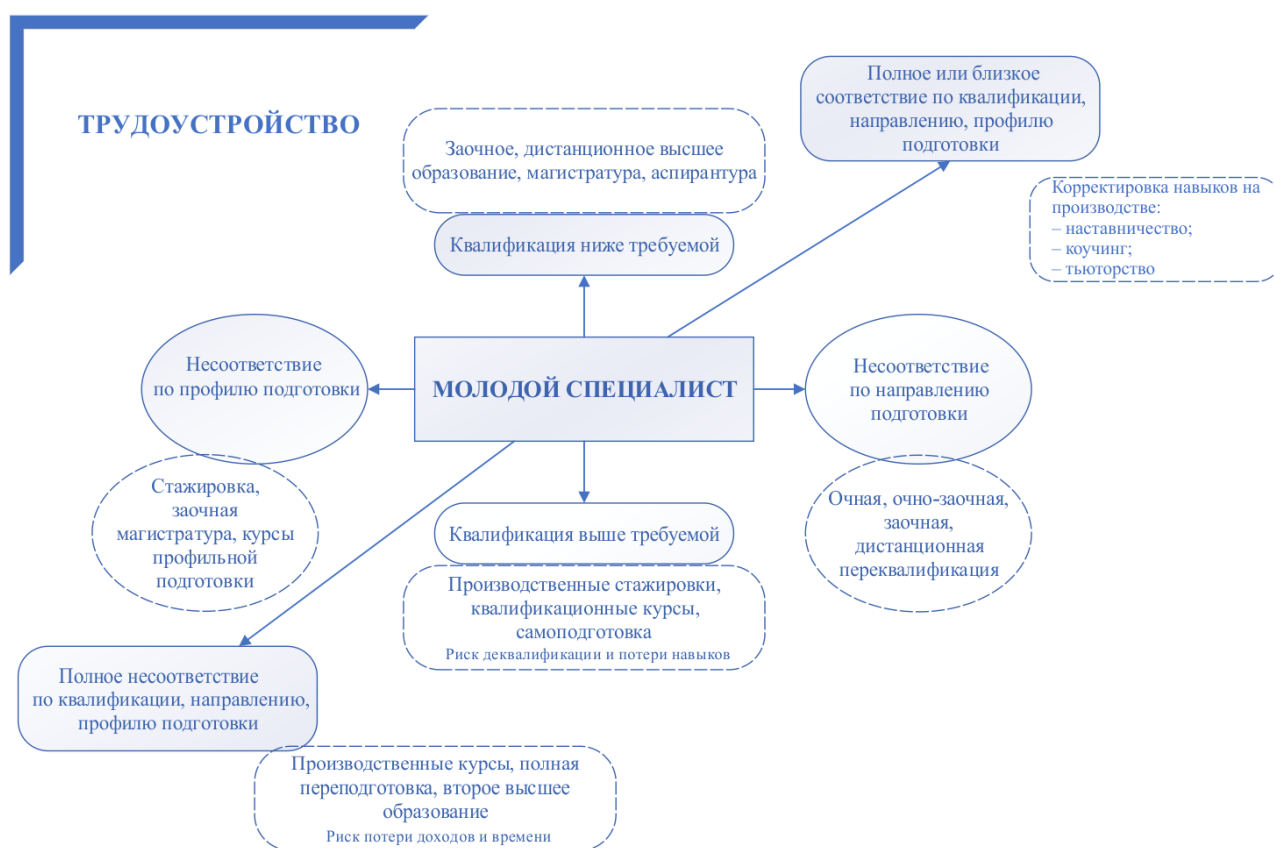 ТРУДОУСТРОЙСТВО
Заочное, дистанционное высшее
образование, магистратура, аспирантура
Квалификация ниже требуемой
Полное или близкое
соответствие по квалификации,
направлению, профилю
подготовки
Корректировка навыков на
производстве:
– наставничество;
– коучинг;
– тьюторство
Несоответствие
по профилю подготовки
МОЛОДОЙ СПЕЦИАЛИСТ
Несоответствие
по направлению
подготовки
Стажировка,
заочная
магистратура, курсы
профильной
подготовки
Квалификация выше требуемой
Производственные стажировки,
квалификационные курсы,
самоподготовка
Риск деквалификации и потери навыков
Очная, очно-заочная,
заочная,
дистанционная
переквалификация
Полное несоответствие
по квалификации, направлению,
профилю подготовки
Производственные курсы, полная
переподготовка, второе высшее
образование
Риск потери доходов и времени